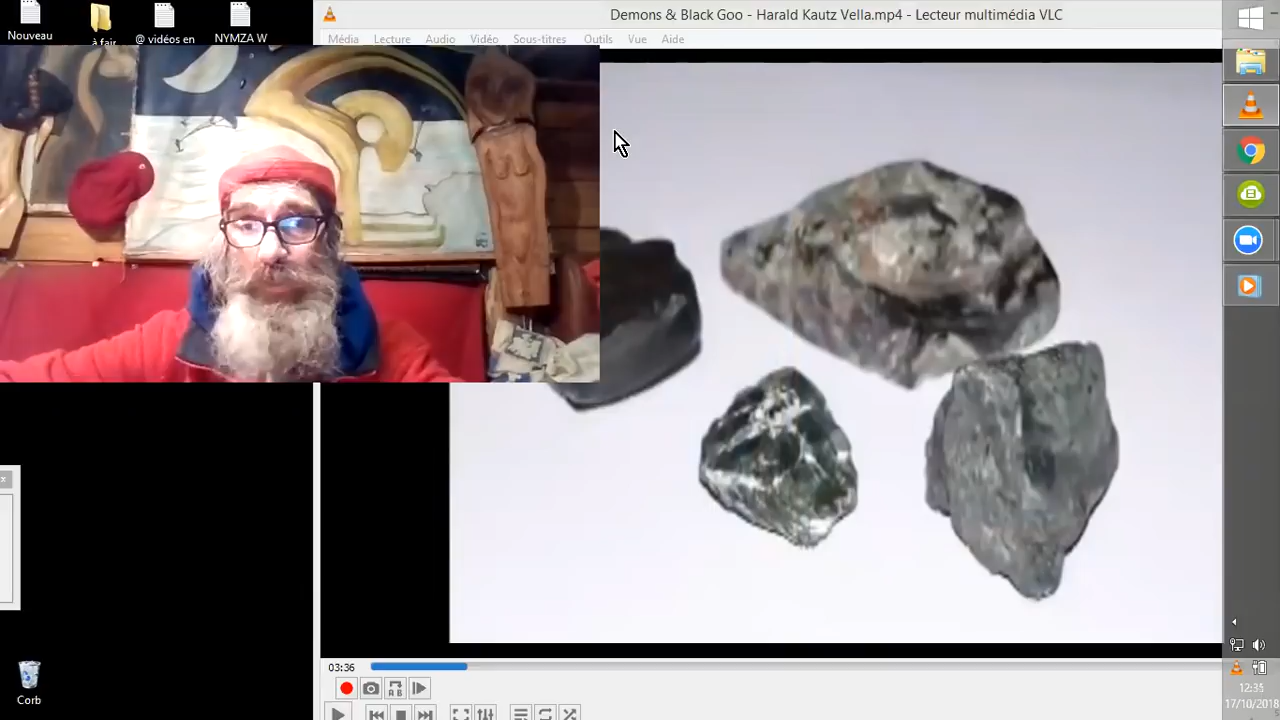 Demons & Black Goo - Harald Kautz Vella.mp4 - Lecteur multimédia VLC
Média Lecture Audio Vidéo Sous-titres Outils Vue Aide
Nouveau
à fair
@ vidéos en
NYMZA W
x
03:36
A B
Corb
12:35
17/10/2018